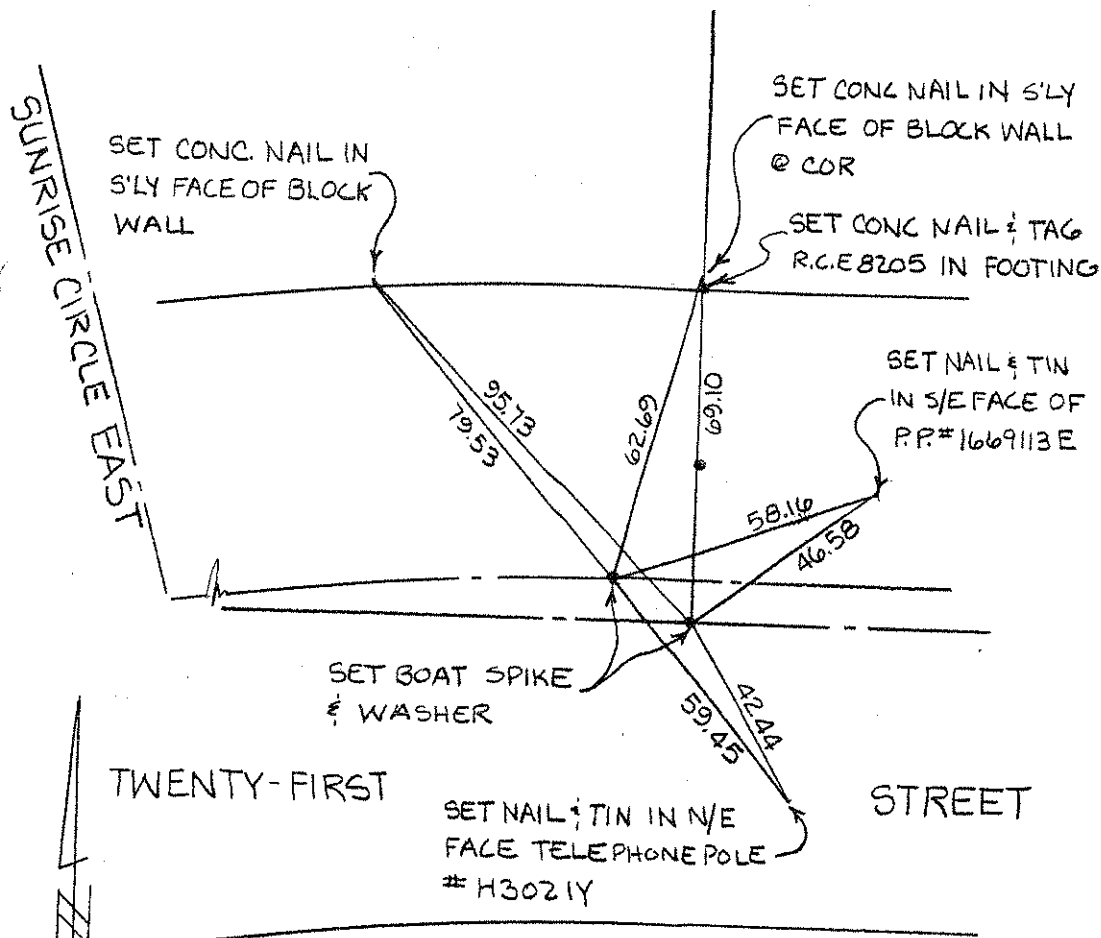 SUNRISE CIRCLE EAST
SET CONC. NAIL IN
S'LY FACE OF BLOCK
WALL
SET CONC NAIL IN S'LY
FACE OF BLOCK WALL
@ COR
SET CONC NAIL & TAG
R.C.E 8205 IN FOOTING
SET NAIL & TIN
IN S/E FACE OF
P.P.# 1669113 E
95.73
79.53
62.69
69.10
58.16
46.58
SET BOAT SPIKE
& WASHER
59.45
42.44
TWENTY-FIRST STREET
SET NAIL & TIN IN N/E
FACE TELEPHONE POLE
# H3021Y